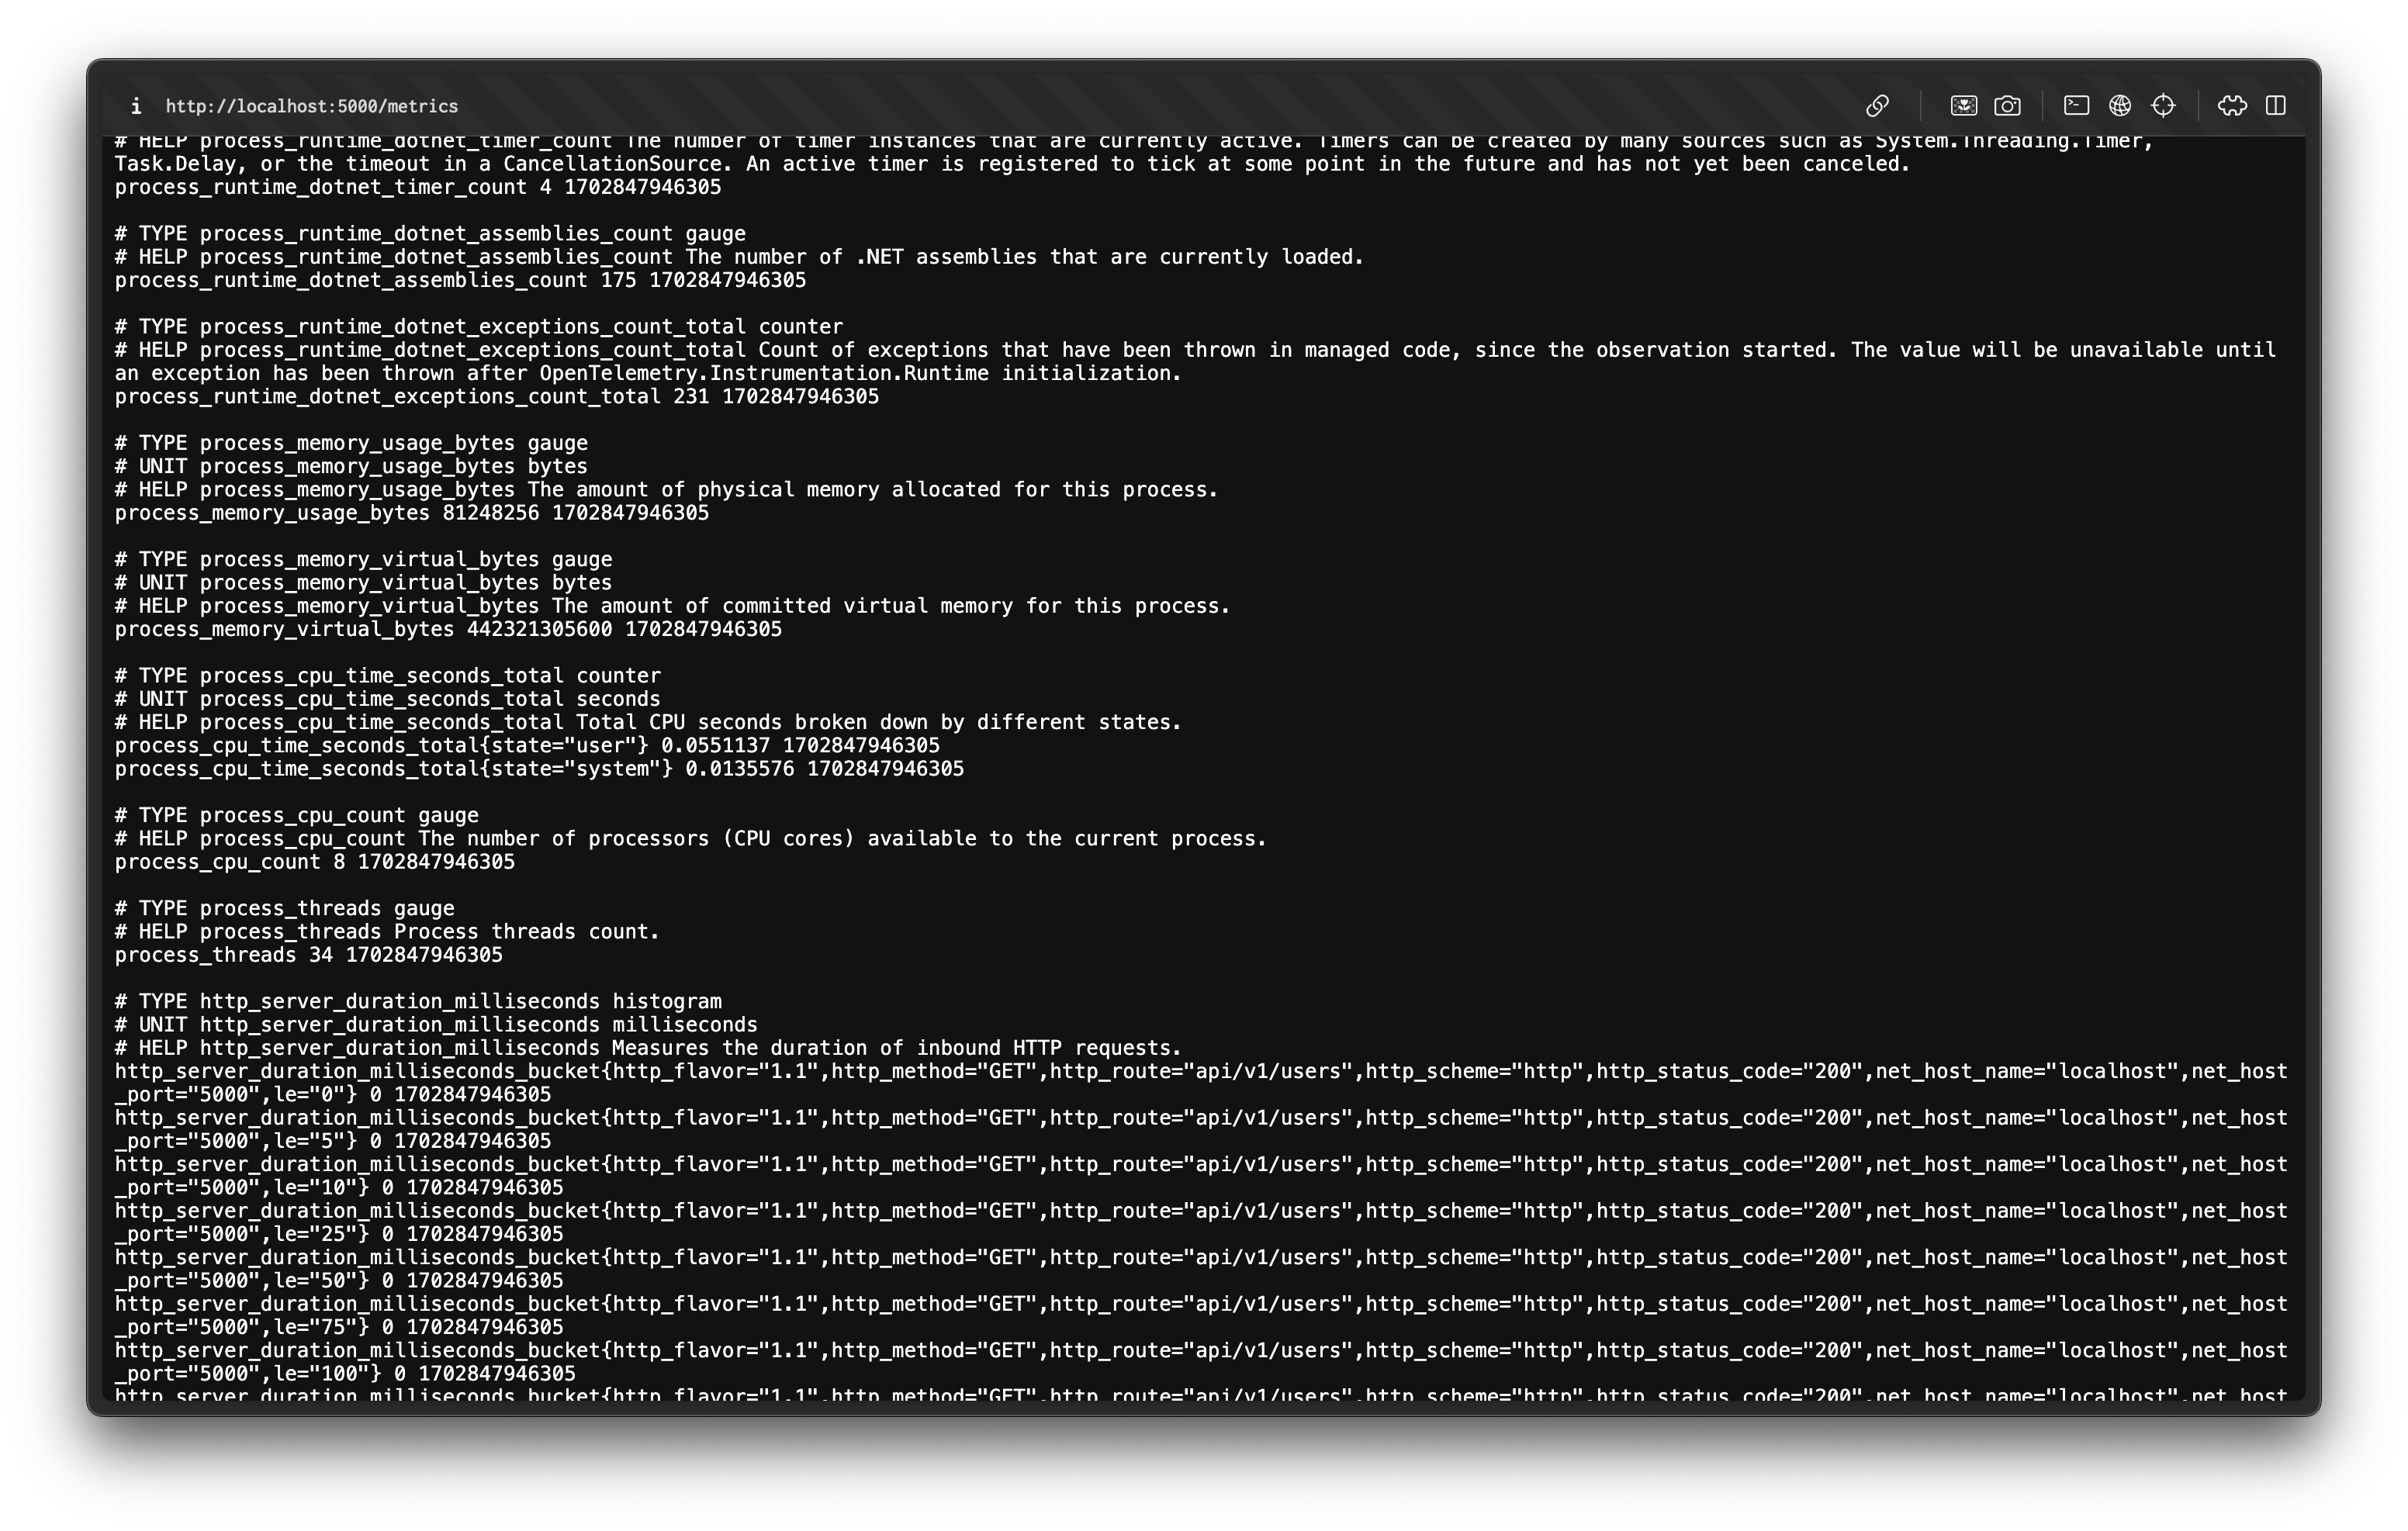 i http://localhost:5000/metrics
# HELP process_runtime_dotnet_timer_count The number of timer instances that are currently active. Timers can be created by many sources such as System.Threading.Timer,
Task.Delay, or the timeout in a CancellationSource. An active timer is registered to tick at some point in the future and has not yet been canceled.
process_runtime_dotnet_timer_count 4 1702847946305
# TYPE process_runtime_dotnet_assemblies_count gauge
# HELP process_runtime_dotnet_assemblies_count The number of .NET assemblies that are currently loaded.
process_runtime_dotnet_assemblies_count 175 1702847946305
# TYPE process_runtime_dotnet_exceptions_count_total counter
# HELP process_runtime_dotnet_exceptions_count_total Count of exceptions that have been thrown in managed code, since the observation started. The value will be unavailable until
an exception has been thrown after OpenTelemetry.Instrumentation.Runtime initialization.
process_runtime_dotnet_exceptions_count_total 231 1702847946305
# TYPE process_memory_usage_bytes gauge
# UNIT process_memory_usage_bytes bytes
# HELP process_memory_usage_bytes The amount of physical memory allocated for this process.
process_memory_usage_bytes 81248256 1702847946305
# TYPE process_memory_virtual_bytes gauge
# UNIT process_memory_virtual_bytes bytes
# HELP process_memory_virtual_bytes The amount of committed virtual memory for this process.
process_memory_virtual_bytes 442321305600 1702847946305
# TYPE process_cpu_time_seconds_total counter
# UNIT process_cpu_time_seconds_total seconds
# HELP process_cpu_time_seconds_total Total CPU seconds broken down by different states.
process_cpu_time_seconds_total{state="user"} 0.0551137 1702847946305
process_cpu_time_seconds_total{state="system"} 0.0135576 1702847946305
# TYPE process_cpu_count gauge
# HELP process_cpu_count The number of processors (CPU cores) available to the current process.
process_cpu_count 8 1702847946305
# TYPE process_threads gauge
# HELP process_threads Process threads count.
process_threads 34 1702847946305
# TYPE http_server_duration_milliseconds histogram
# UNIT http_server_duration_milliseconds milliseconds
# HELP http_server_duration_milliseconds Measures the duration of inbound HTTP requests.
http_server_duration_milliseconds_bucket{http_flavor="1.1",http_method="GET",http_route="api/v1/users",http_scheme="http",http_status_code="200",net_host_name="localhost",net_host
_port="5000",le="0"} 0 1702847946305
http_server_duration_milliseconds_bucket{http_flavor="1.1",http_method="GET",http_route="api/v1/users",http_scheme="http",http_status_code="200",net_host_name="localhost",net_host
_port="5000",le="5"} 0 1702847946305
http_server_duration_milliseconds_bucket{http_flavor="1.1",http_method="GET",http_route="api/v1/users",http_scheme="http",http_status_code="200",net_host_name="localhost",net_host
_port="5000",le="10"} 0 1702847946305
http_server_duration_milliseconds_bucket{http_flavor="1.1",http_method="GET",http_route="api/v1/users",http_scheme="http",http_status_code="200",net_host_name="localhost",net_host
_port="5000",le="25"} 0 1702847946305
http_server_duration_milliseconds_bucket{http_flavor="1.1",http_method="GET",http_route="api/v1/users",http_scheme="http",http_status_code="200",net_host_name="localhost",net_host
_port="5000",le="50"} 0 1702847946305
http_server_duration_milliseconds_bucket{http_flavor="1.1",http_method="GET",http_route="api/v1/users",http_scheme="http",http_status_code="200",net_host_name="localhost",net_host
_port="5000",le="75"} 0 1702847946305
http_server_duration_milliseconds_bucket{http_flavor="1.1",http_method="GET",http_route="api/v1/users",http_scheme="http",http_status_code="200",net_host_name="localhost",net_host
_port="5000",le="100"} 0 1702847946305
http_server_duration_milliseconds_bucket{http_flavor="1.1",http_method="GET",http_route="api/v1/users",http_scheme="http",http_status_code="200",net_host_name="localhost",net_host